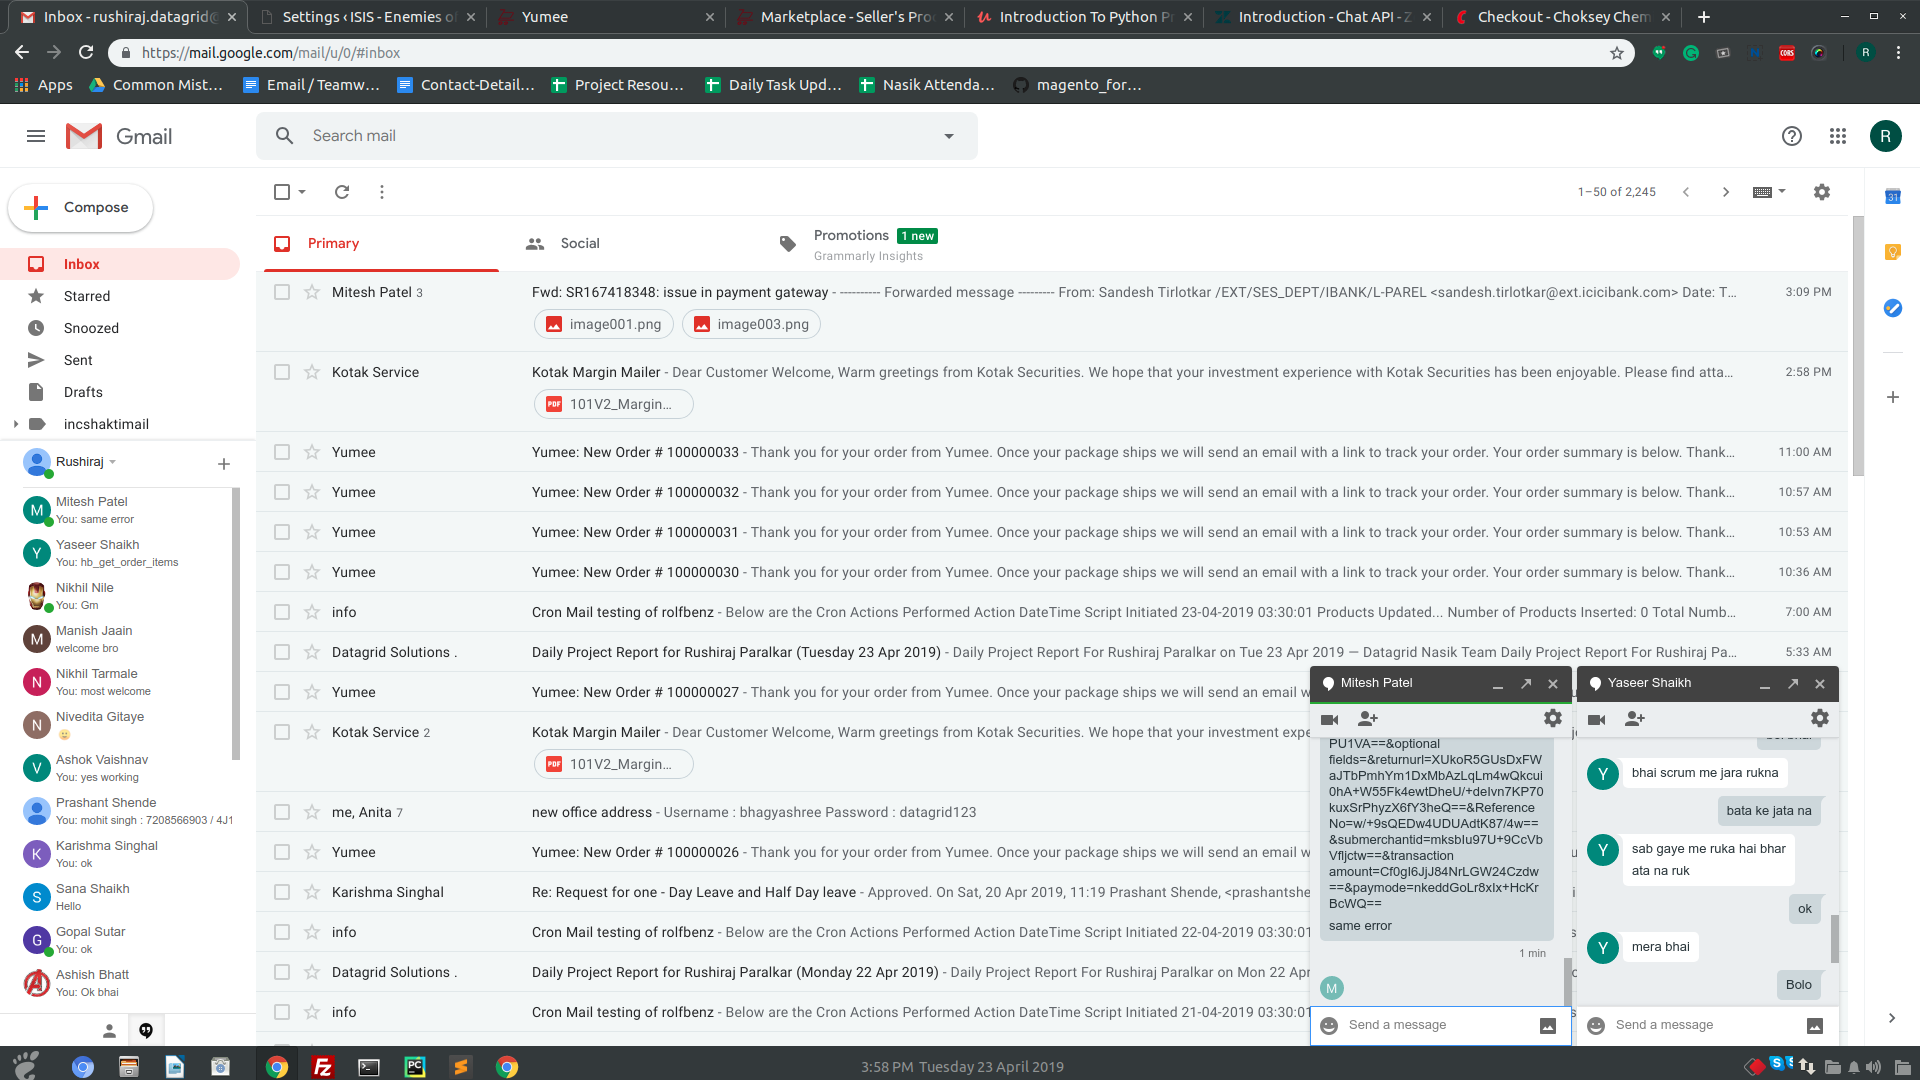 Inbox - rushiraj.datagrid@
Settings ‹ ISIS - Enemies of
Yumee
Marketplace - Seller's Pro
Introduction To Python Pr
Introduction - Chat API - Z
Checkout - Choksey Chem
https://mail.google.com/mail/u/0/#inbox
Apps
Common Mist...
Email / Teamw...
Contact-Detail...
Project Resou...
Daily Task Upd...
Nasik Attenda...
magento_for...
Gmail
Search mail
R
Compose
1–50 of 2,245
Inbox
Starred
Snoozed
Sent
Drafts
incshaktimail
Primary
Social
Promotions 1 new
Grammarly Insights
Mitesh Patel 3
Fwd: SR167418348: issue in payment gateway - ---------- Forwarded message --------- From: Sandesh Tirlotkar /EXT/SES_DEPT/IBANK/L-PAREL <sandesh.tirlotkar@ext.icicibank.com> Date: T...
3:09 PM
image001.png
image003.png
Kotak Service
Kotak Margin Mailer - Dear Customer Welcome, Warm greetings from Kotak Securities. We hope that your investment experience with Kotak Securities has been enjoyable. Please find atta...
2:58 PM
101V2_Margin...
Yumee
Yumee: New Order # 100000033 - Thank you for your order from Yumee. Once your package ships we will send an email with a link to track your order. Your order summary is below. Thank...
11:00 AM
Yumee
Yumee: New Order # 100000032 - Thank you for your order from Yumee. Once your package ships we will send an email with a link to track your order. Your order summary is below. Thank...
10:57 AM
Yumee
Yumee: New Order # 100000031 - Thank you for your order from Yumee. Once your package ships we will send an email with a link to track your order. Your order summary is below. Thank...
10:53 AM
Yumee
Yumee: New Order # 100000030 - Thank you for your order from Yumee. Once your package ships we will send an email with a link to track your order. Your order summary is below. Thank...
10:36 AM
info
Cron Mail testing of rolfbenz - Below are the Cron Actions Performed Action DateTime Script Initiated 23-04-2019 03:30:01 Products Updated... Number of Products Inserted: 0 Total Numb...
7:00 AM
Datagrid Solutions .
Daily Project Report for Rushiraj Paralkar (Tuesday 23 Apr 2019) - Daily Project Report For Rushiraj Paralkar on Tue 23 Apr 2019 — Datagrid Nasik Team Daily Project Report For Rushiraj Pa...
5:33 AM
Yumee
Yumee: New Order # 100000027 - Thank you for your order from Yumee. Once your package ships we will send an email w
Kotak Service 2
Kotak Margin Mailer - Dear Customer Welcome, Warm greetings from Kotak Securities. We hope that your investment expe
101V2_Margin...
me, Anita 7
new office address - Username : bhagyashree Password : datagrid123
Yumee
Yumee: New Order # 100000026 - Thank you for your order from Yumee. Once your package ships we will send an email w
Karishma Singhal
Re: Request for one - Day Leave and Half Day leave - Approved. On Sat, 20 Apr 2019, 11:19 Prashant Shende, <prashantshe
info
Cron Mail testing of rolfbenz - Below are the Cron Actions Performed Action DateTime Script Initiated 22-04-2019 03:30:01
Datagrid Solutions .
Daily Project Report for Rushiraj Paralkar (Monday 22 Apr 2019) - Daily Project Report For Rushiraj Paralkar on Mon 22 Apr
info
Cron Mail testing of rolfbenz - Below are the Cron Actions Performed Action DateTime Script Initiated 21-04-2019 03:30:01
Rushiraj
M
Mitesh Patel
You: same error
Y
Yaseer Shaikh
You: hb_get_order_items
Nikhil Nile
You: Gm
M
Manish Jaain
welcome bro
N
Nikhil Tarmale
You: most welcome
N
Nivedita Gitaye
V
Ashok Vaishnav
You: yes working
Prashant Shende
You: mohit singh : 7208566903 / 4J1
K
Karishma Singhal
You: ok
S
Sana Shaikh
Hello
G
Gopal Sutar
You: ok
Ashish Bhatt
You: Ok bhai
Mitesh Patel
PU1VA==&optional
fields=&returnurl=XUkoR5GUsDxFW
aJTbPmhYm1DxMbAzLqLm4wQkcui
0hA+W55Fk4ewtDheU/+deIvn7KP70
kuxSrPhyzX6fY3heQ==&Reference
No=w/+9sQEDw4UDUAdtK87/4w==
&submerchantid=mksbIu97U+9CcVb
Vfljctw==&transaction
amount=Cf0gI6JjJ84NrLGW24Czdw
==&paymode=nkeddGoLr8xIx+HcKr
BcWQ==
same error
1 min
M
Send a message
Yaseer Shaikh
Y
bhai scrum me jara rukna
bata ke jata na
Y
sab gaye me ruka hai bhar
ata na ruk
ok
Y
mera bhai
Bolo
Send a message
3:58 PM Tuesday 23 April 2019